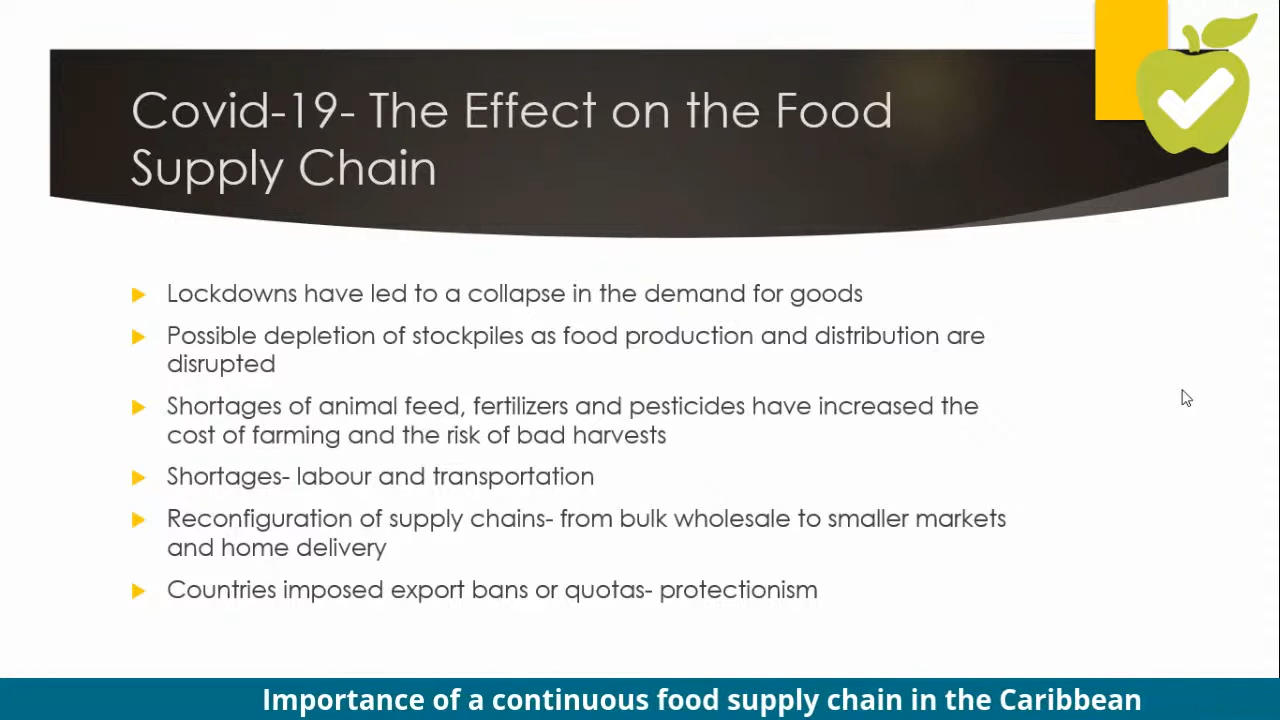 Covid-19- The Effect on the Food
Supply Chain
Lockdowns have led to a collapse in the demand for goods
Possible depletion of stockpiles as food production and distribution are
disrupted
Shortages of animal feed, fertilizers and pesticides have increased the
cost of farming and the risk of bad harvests
Shortages- labour and transportation
Reconfiguration of supply chains- from bulk wholesale to smaller markets
and home delivery
Countries imposed export bans or quotas- protectionism
Importance of a continuous food supply chain in the Caribbean